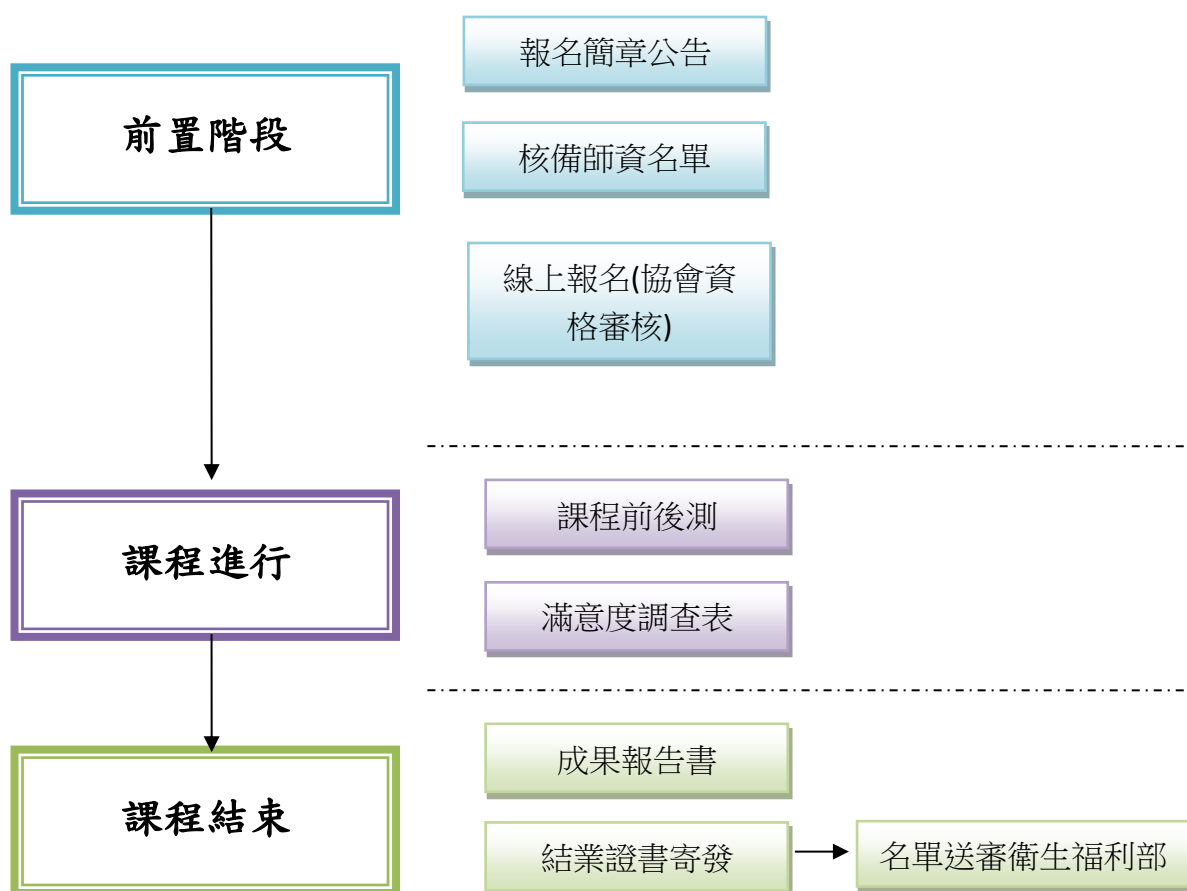 報名簡章公告
前置階段
核備師資名單
線上報名(協會資
格審核)
課程前後測
課程進行
滿意度調查表
成果報告書
課程結束
結業證書寄發
名單送審衛生福利部